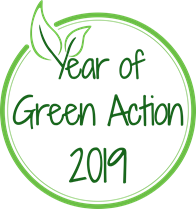 Year of
Green Action
2019